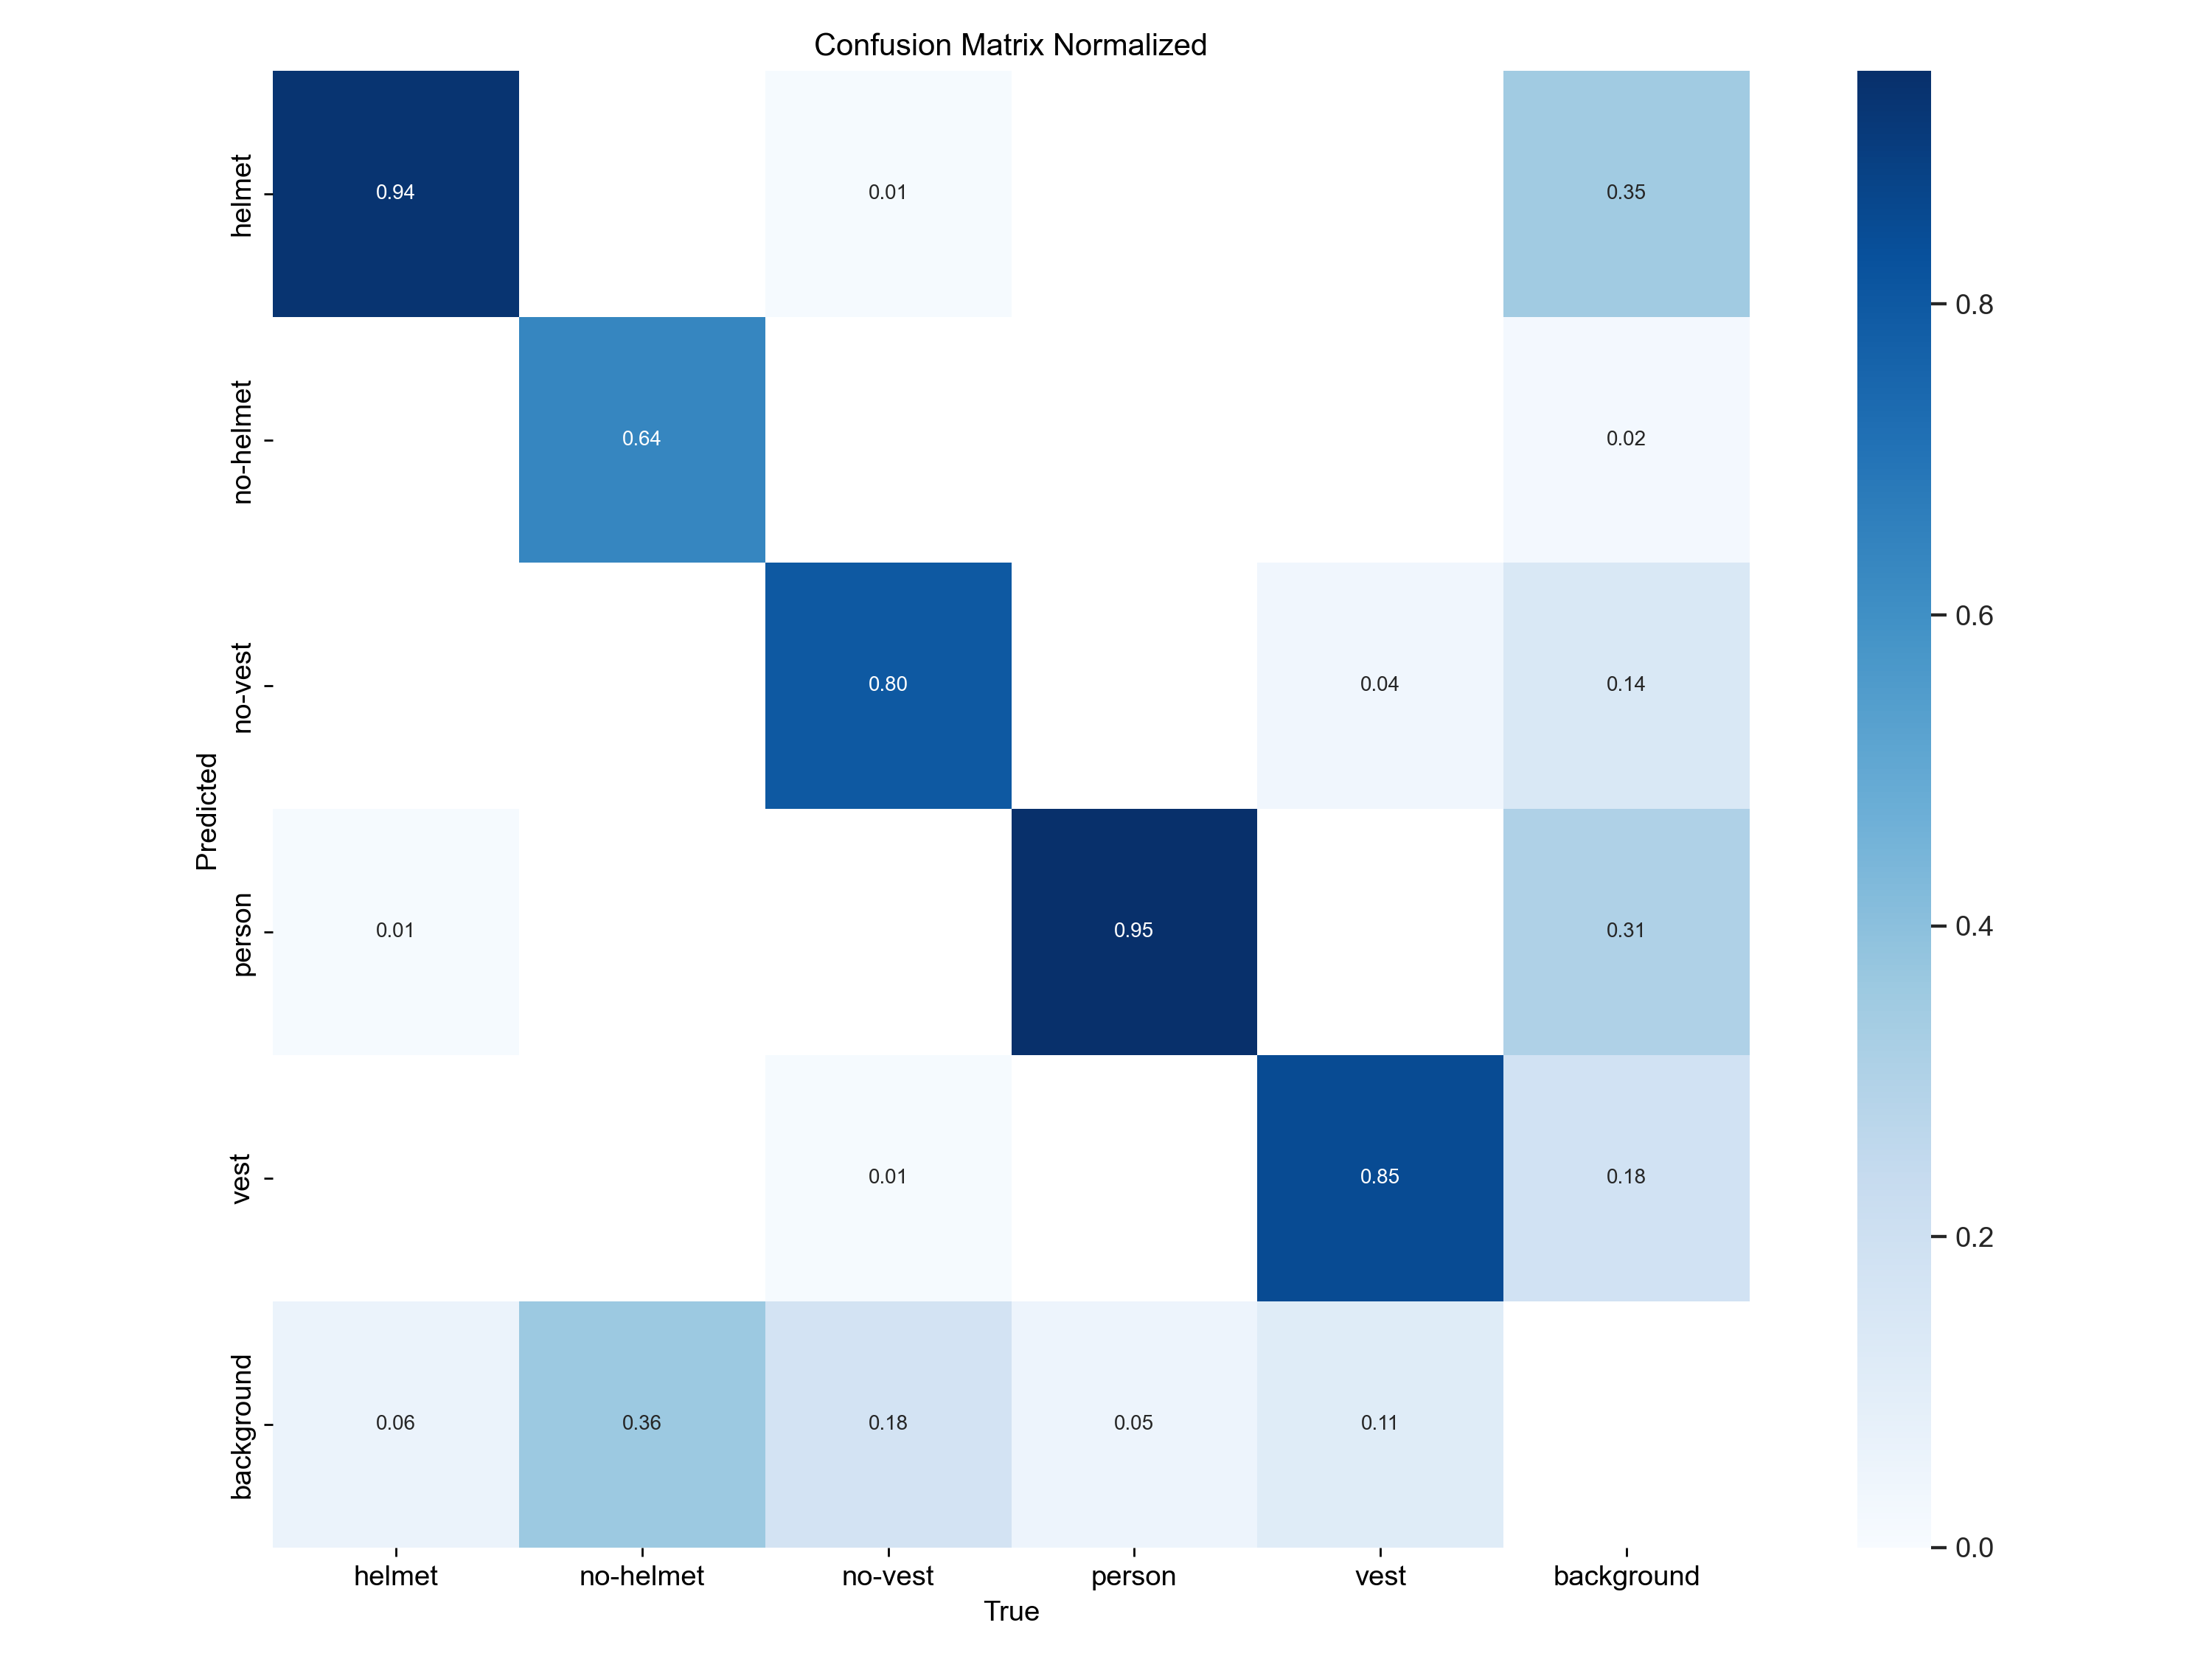 Confusion Matrix Normalized
helmet
0.94
0.01
0.35
no-helmet
0.64
0.02
no-vest
0.80
0.04
0.14
person
0.01
0.95
0.31
vest
0.01
0.85
0.18
background
0.06
0.36
0.18
0.05
0.11
Predicted
helmet
no-helmet
no-vest
person
vest
background
True
0.8
0.6
0.4
0.2
0.0